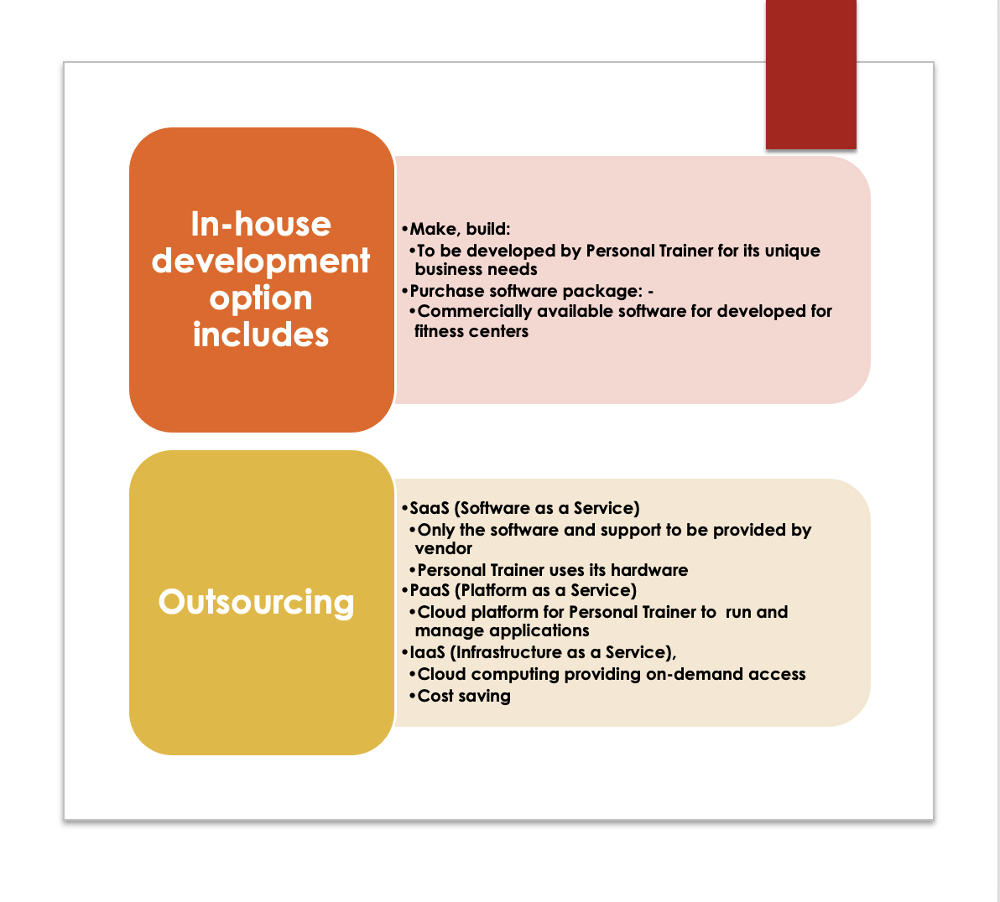 In-house
development
option
includes
•Make, build:
•To be developed by Personal Trainer for its unique
business needs
•Purchase software package: -
•Commercially available software for developed for
fitness centers
Outsourcing
•SaaS (Software as a Service)
•Only the software and support to be provided by
vendor
•Personal Trainer uses its hardware
•PaaS (Platform as a Service)
•Cloud platform for Personal Trainer to  run and
manage applications
•IaaS (Infrastructure as a Service),
•Cloud computing providing on-demand access
•Cost saving